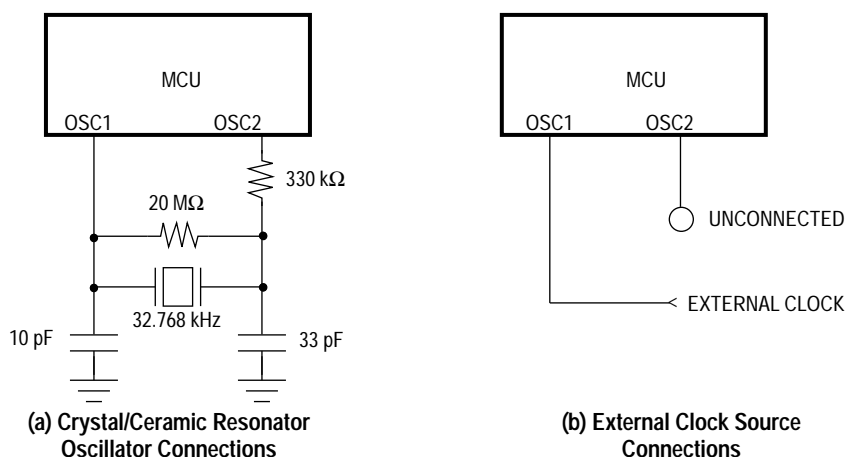 MCU
OSC1 OSC2
330 kΩ
20 MΩ
32.768 kHz
10 pF
33 pF
(a) Crystal/Ceramic Resonator
Oscillator Connections
MCU
OSC1 OSC2
UNCONNECTED
EXTERNAL CLOCK
(b) External Clock Source
Connections